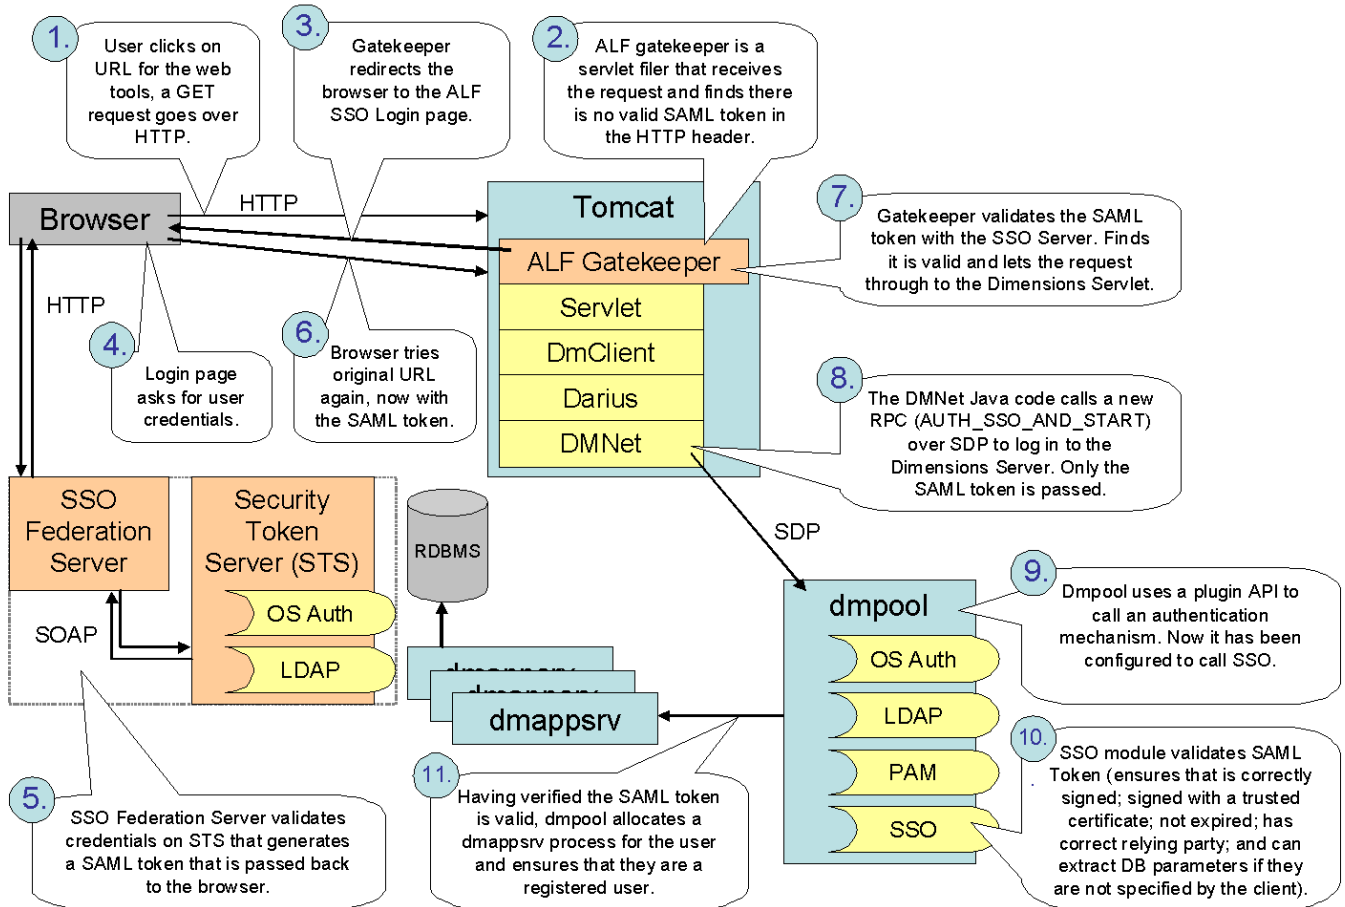 1.
User clicks on
URL for the web
tools, a GET
request goes over
HTTP.
3.
Gatekeeper
redirects the
browser to the ALF
SSO Login page.
2.
ALF gatekeeper is a
servlet filer that receives
the request and finds there
is no valid SAML token in
the HTTP header.
Browser
HTTP
Tomcat
ALF Gatekeeper
Servlet
DmClient
Darius
DMNet
7.
Gatekeeper validates the SAML
token with the SSO Server. Finds
it is valid and lets the request
through to the Dimensions Servlet.
HTTP
4.
Login page
asks for user
credentials.
6.
Browser tries
original URL
again, now with
the SAML token.
8.
The DMNet Java code calls a new
RPC (AUTH_SSO_AND_START)
over SDP to log in to the
Dimensions Server. Only the
SAML token is passed.
SSO
Federation
Server
Security
Token
Server (STS)
OS Auth
LDAP
SOAP
RDBMS
SDP
dmappsrv
dmappsrv
dmappsrv
dmpool
OS Auth
LDAP
PAM
SSO
9.
Dmpool uses a plugin API to
call an authentication
mechanism. Now it has been
configured to call SSO.
10.
SSO module validates SAML
Token (ensures that is correctly
signed; signed with a trusted
certificate; not expired; has
correct relying party; and can
extract DB parameters if they
are not specified by the client).
5.
SSO Federation Server validates
credentials on STS that generates
a SAML token that is passed back
to the browser.
11.
Having verified the SAML token
is valid, dmpool allocates a
dmappsrv process for the user
and ensures that they are a
registered user.